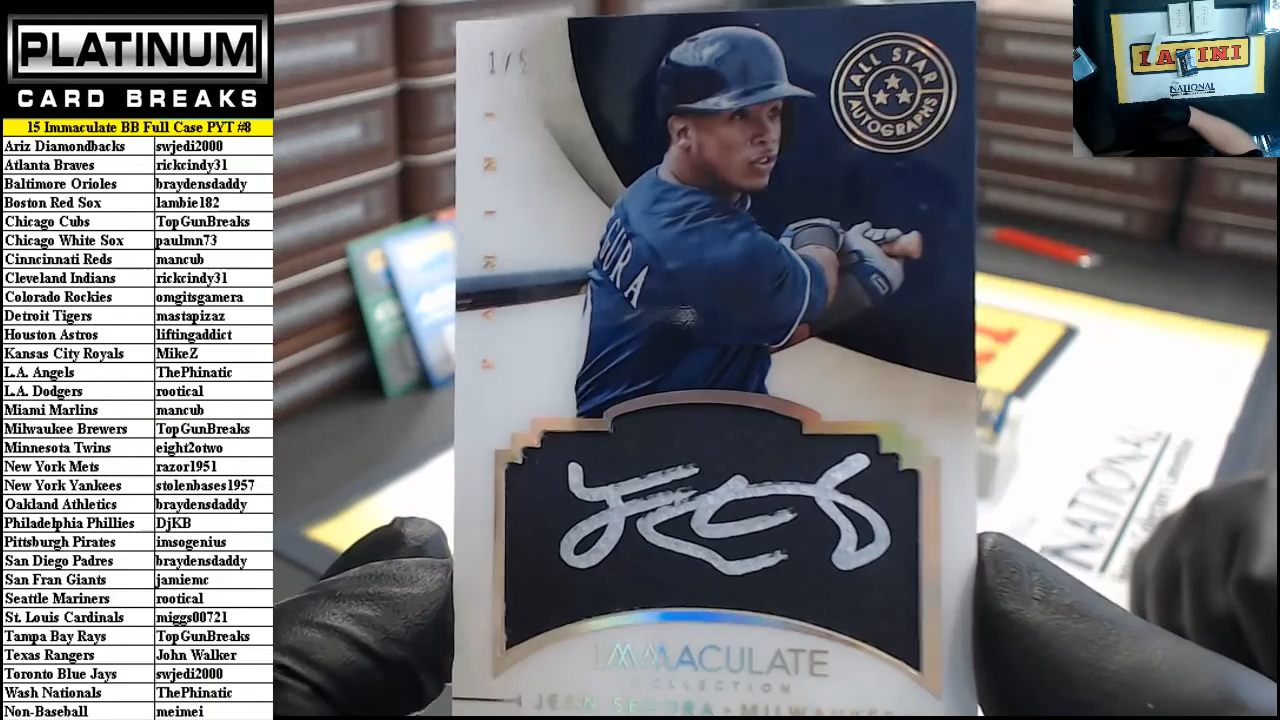 PLATINUM
CARD BREAKS
15 Immaculate BB Full Case PYT #8
Ariz Diamondbacks swjedi2000
Atlanta Braves rickcindy31
Baltimore Orioles braydensdaddy
Boston Red Sox lambie182
Chicago Cubs TopGunBreaks
Chicago White Sox paulmn73
Cinncinnati Reds mancub
Cleveland Indians rickcindy31
Colorado Rockies omgitsgamera
Detroit Tigers mastapizaz
Houston Astros liftingaddict
Kansas City Royals MikeZ
L.A. Angels ThePhinatic
L.A. Dodgers rootical
Miami Marlins mancub
Milwaukee Brewers TopGunBreaks
Minnesota Twins eight2otwo
New York Mets razor1951
New York Yankees stolenbases1957
Oakland Athletics braydensdaddy
Philadelphia Phillies DjKB
Pittsburgh Pirates imsogenius
San Diego Padres braydensdaddy
San Fran Giants jamiemc
Seattle Mariners rootical
St. Louis Cardinals miggs00721
Tampa Bay Rays TopGunBreaks
Texas Rangers John Walker
Toronto Blue Jays swjedi2000
Wash Nationals ThePhinatic
Non-Baseball meimei
1/5
PANINI
ALL STAR
AUTOGRAPHS
GURA
IMMACULATE
COLLECTION
JEAN SEGURA • MILWAUKEE
NATIONAL
PANINI
NATIONAL